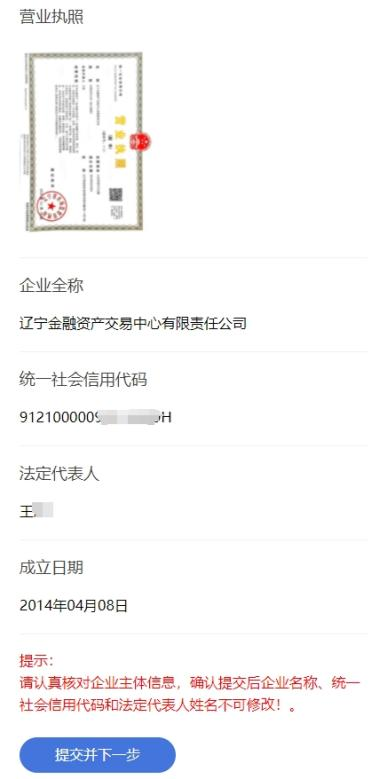 营业执照
营业执照
企业全称
辽宁金融资产交易中心有限责任公司
统一社会信用代码
912100009
H
法定代表人
王
成立日期
2014年04月08日
提示：
请认真核对企业主体信息，确认提交后企业名称、统一
社会信用代码和法定代表人姓名不可修改！。
提交并下一步